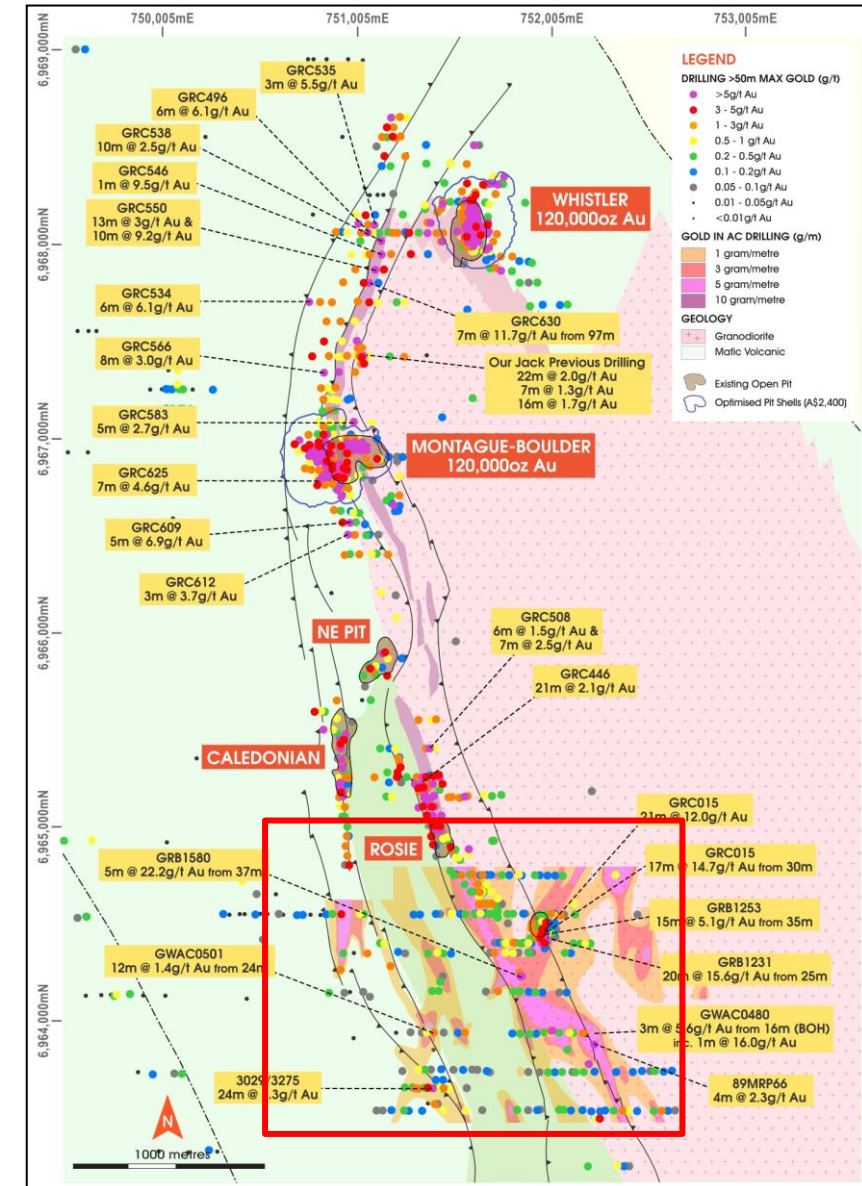 750,005mE
751,005mE
752,005mE
753,005mE
6,969,000mN
6,968,000mN
6,967,000mN
6,966,000mN
6,965,000mN
6,964,000mN
GRC535
3m @ 5.5g/t Au
GRC496
6m @ 6.1g/t Au
GRC538
10m @ 2.5g/t Au
GRC546
1m @ 9.5g/t Au
GRC550
13m @ 3g/t Au &
10m @ 9.2g/t Au
GRC534
6m @ 6.1g/t Au
GRC566
8m @ 3.0g/t Au
GRC583
5m @ 2.7g/t Au
GRC625
7m @ 4.6g/t Au
GRC609
5m @ 6.9g/t Au
GRC612
3m @ 3.7g/t Au
WHISTLER
120,000oz Au
GRC630
7m @ 11.7g/t Au from 97m
Our Jack Previous Drilling
22m @ 2.0g/t Au
7m @ 1.3g/t Au
16m @ 1.7g/t Au
MONTAGUE-BOULDER
120,000oz Au
NE PIT
GRC508
6m @ 1.5g/t Au &
7m @ 2.5g/t Au
GRC446
21m @ 2.1g/t Au
CALEDONIAN
ROSIE
GRC015
21m @ 12.0g/t Au
GRC015
17m @ 14.7g/t Au from 30m
GRB1253
15m @ 5.1g/t Au from 35m
GRB1231
20m @ 15.6g/t Au from 25m
GWAC0480
3m @ 5.6g/t Au from 16m (BOH)
inc. 1m @ 16.0g/t Au
89MRP66
4m @ 2.3g/t Au
GRB1580
5m @ 22.2g/t Au from 37m
GWAC0501
12m @ 1.4g/t Au from 24m
3029/3275
24m @ .3g/t Au
N
1000 metres
LEGEND
DRILLING >50m MAX GOLD (g/t)
>5g/t Au
3 - 5g/t Au
1 - 3g/t Au
0.5 - 1 g/t Au
0.2 - 0.5g/t Au
0.1 - 0.2g/t Au
0.05 - 0.1g/t Au
0.01 - 0.05g/t Au
<0.01g/t Au
GOLD IN AC DRILLING (g/m)
1 gram/metre
3 gram/metre
5 gram/metre
10 gram/metre
GEOLOGY
Granodiorite
Mafic Volcanic
Existing Open Pit
Optimised Pit Shells (A$2,400)